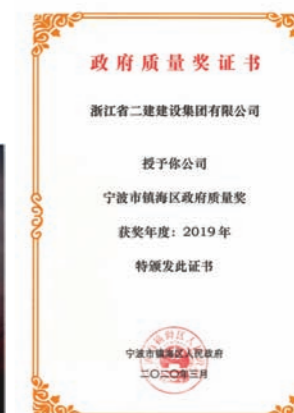 政府质量奖证书
浙江省二建建设集团有限公司
授予你公司
宁波市镇海区政府质量奖
获奖年度：2019年
特颁发此证书
宁波市镇海区人民政府
二〇二〇年三月